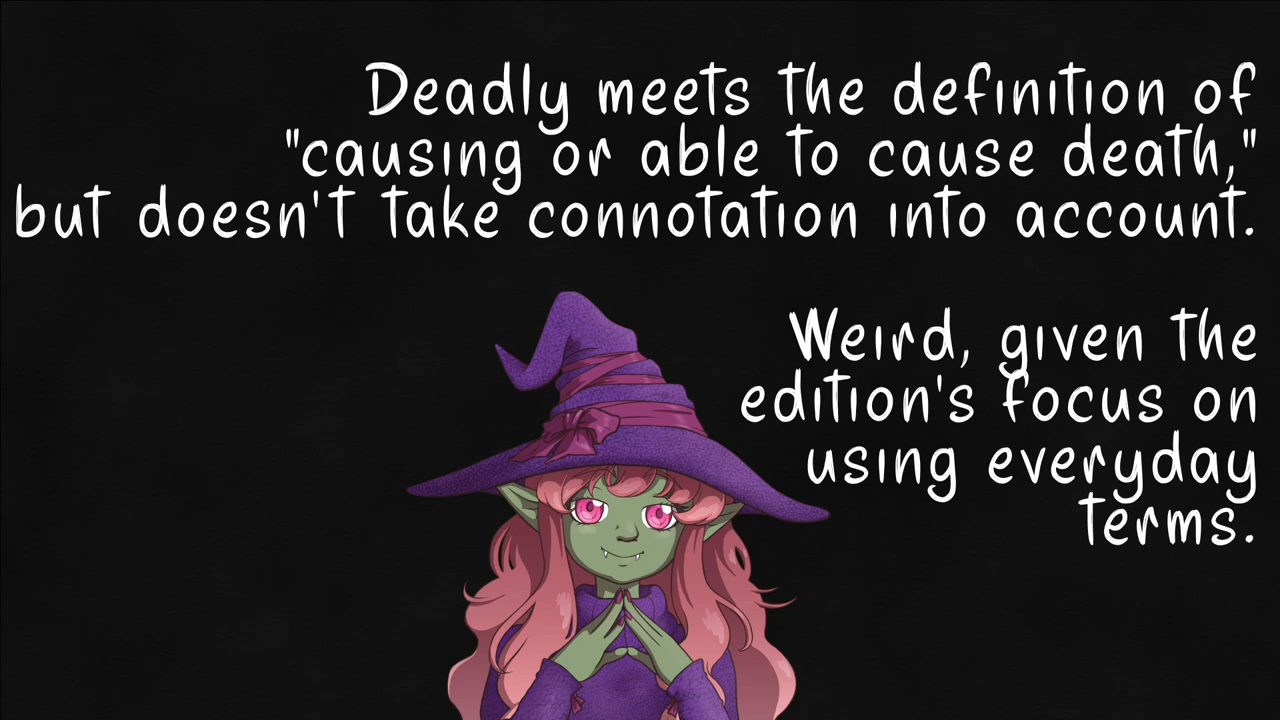 Deadly meets the definition of
"causing or able to cause death,"
but doesn't take connotation into account.
Weird, given the
edition's focus on
using everyday
terms.